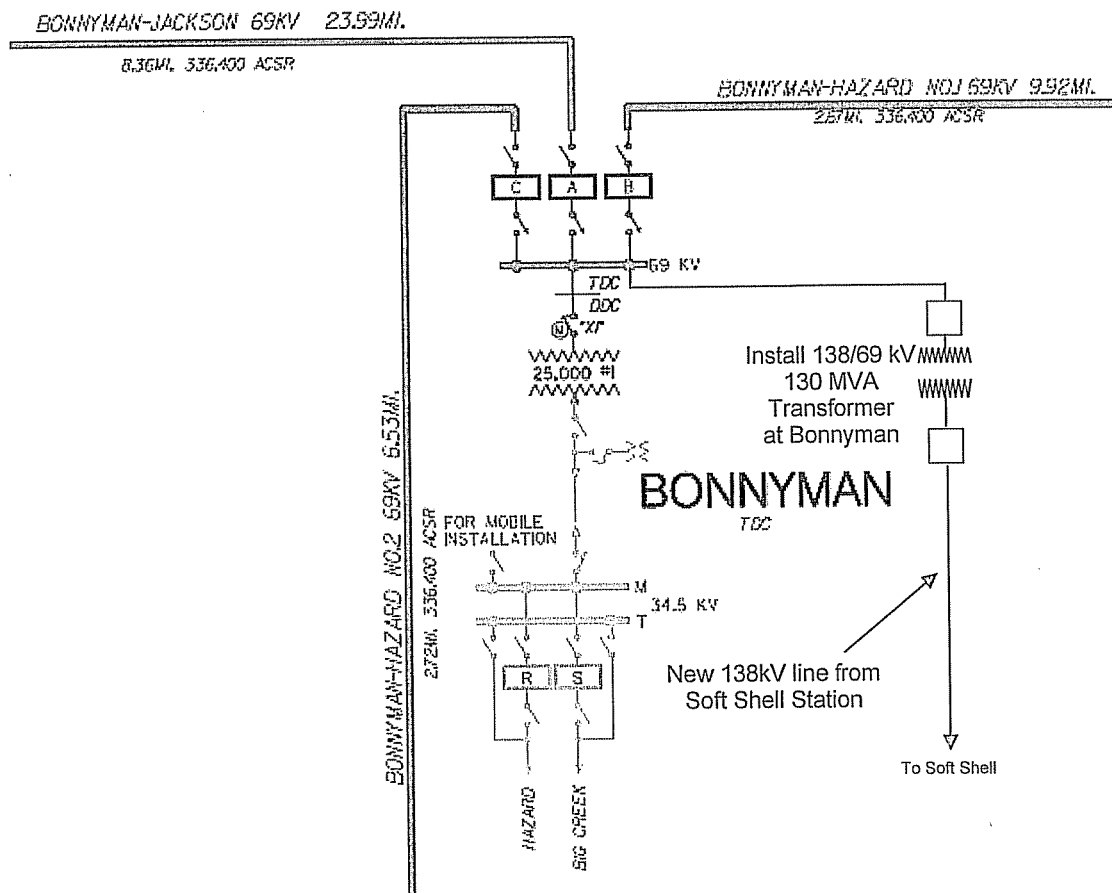 BONNYMAN-JACKSON 69KV 23.99MI.
8.36MI. 336,400 ACSR
BONNYMAN-HAZARD NO.1 69KV 9.92MI.
2.87MI. 336,400 ACSR
C
A
B
69 KV
TDC
DDC
N
"X1"
25.000 #1
Install 138/69 kV
130 MVA
Transformer
at Bonnyman
BONNYMAN
TDC
BONNYMAN-HAZARD NO.2 69KV 6.53MI.
2.72MI. 336,400 ACSR
FOR MOBILE
INSTALLATION
M
34.5 KV
T
R
S
New 138kV line from
Soft Shell Station
To Soft Shell
HAZARD
BIG CREEK